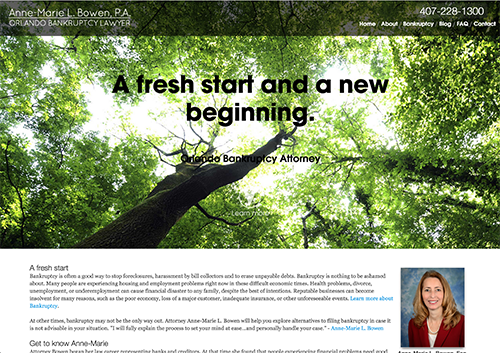 Anne-Marie L. Bowen, P.A.
ORLANDO BANKRUPTCY LAWYER
407-228-1300
Home / About / Bankruptcy / Blog / FAQ / Contact
A fresh start and a new
beginning.
Orlando Bankruptcy Attorney
Learn more
A fresh start
Bankruptcy is often a good way to stop foreclosures, harassment by bill collectors and to erase unpayable debts. Bankruptcy is nothing to be ashamed
about. Many people are experiencing housing and employment problems right now in these difficult economic times. Health problems, divorce,
unemployment, or underemployment can cause financial disaster to any family, despite the best of intentions. Reputable businesses can become
insolvent for many reasons, such as the poor economy, loss of a major customer, inadequate insurance, or other unforeseeable events. Learn more about
Bankruptcy.
At other times, bankruptcy may not be the only way out. Attorney Anne-Marie L. Bowen will help you explore alternatives to filing bankruptcy in case it
is not advisable in your situation. "I will fully explain the process to set your mind at ease...and personally handle your case." - Anne-Marie L. Bowen
Get to know Anne-Marie
Attorney Bowen began her law career representing banks and creditors. At that time she found that people experiencing financial problems need good
Anne-Marie L. Bowen, Esq.